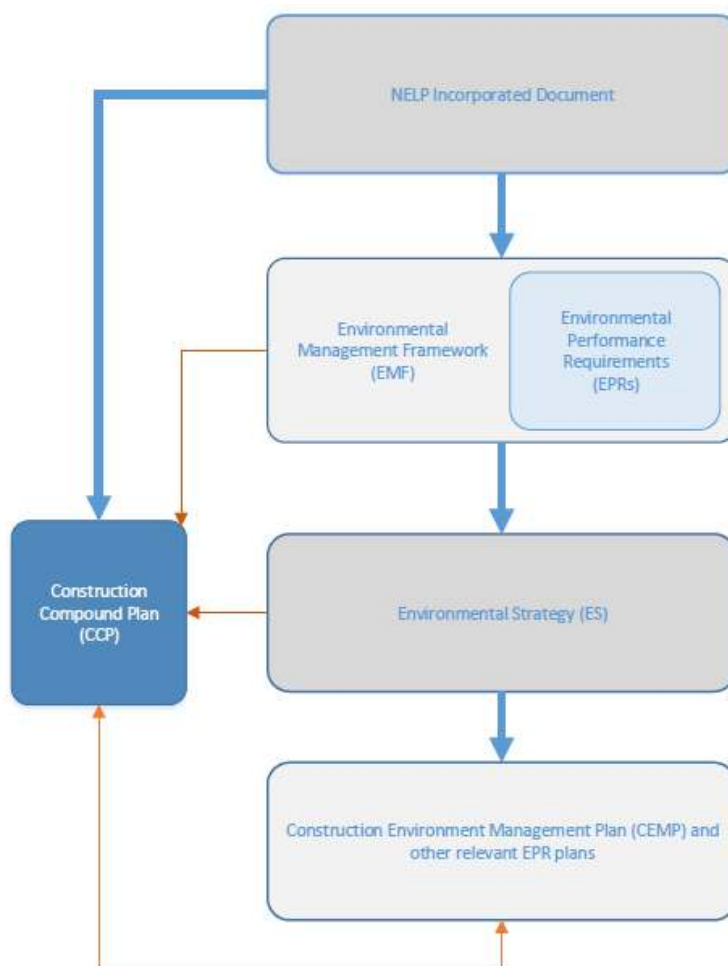 NELP Incorporated Document
Environmental
Management Framework
(EMF)
Environmental
Performance
Requirements
(EPRs)
Construction
Compound Plan
(CCP)
Environmental Strategy (ES)
Construction Environment Management Plan (CEMP) and
other relevant EPR plans